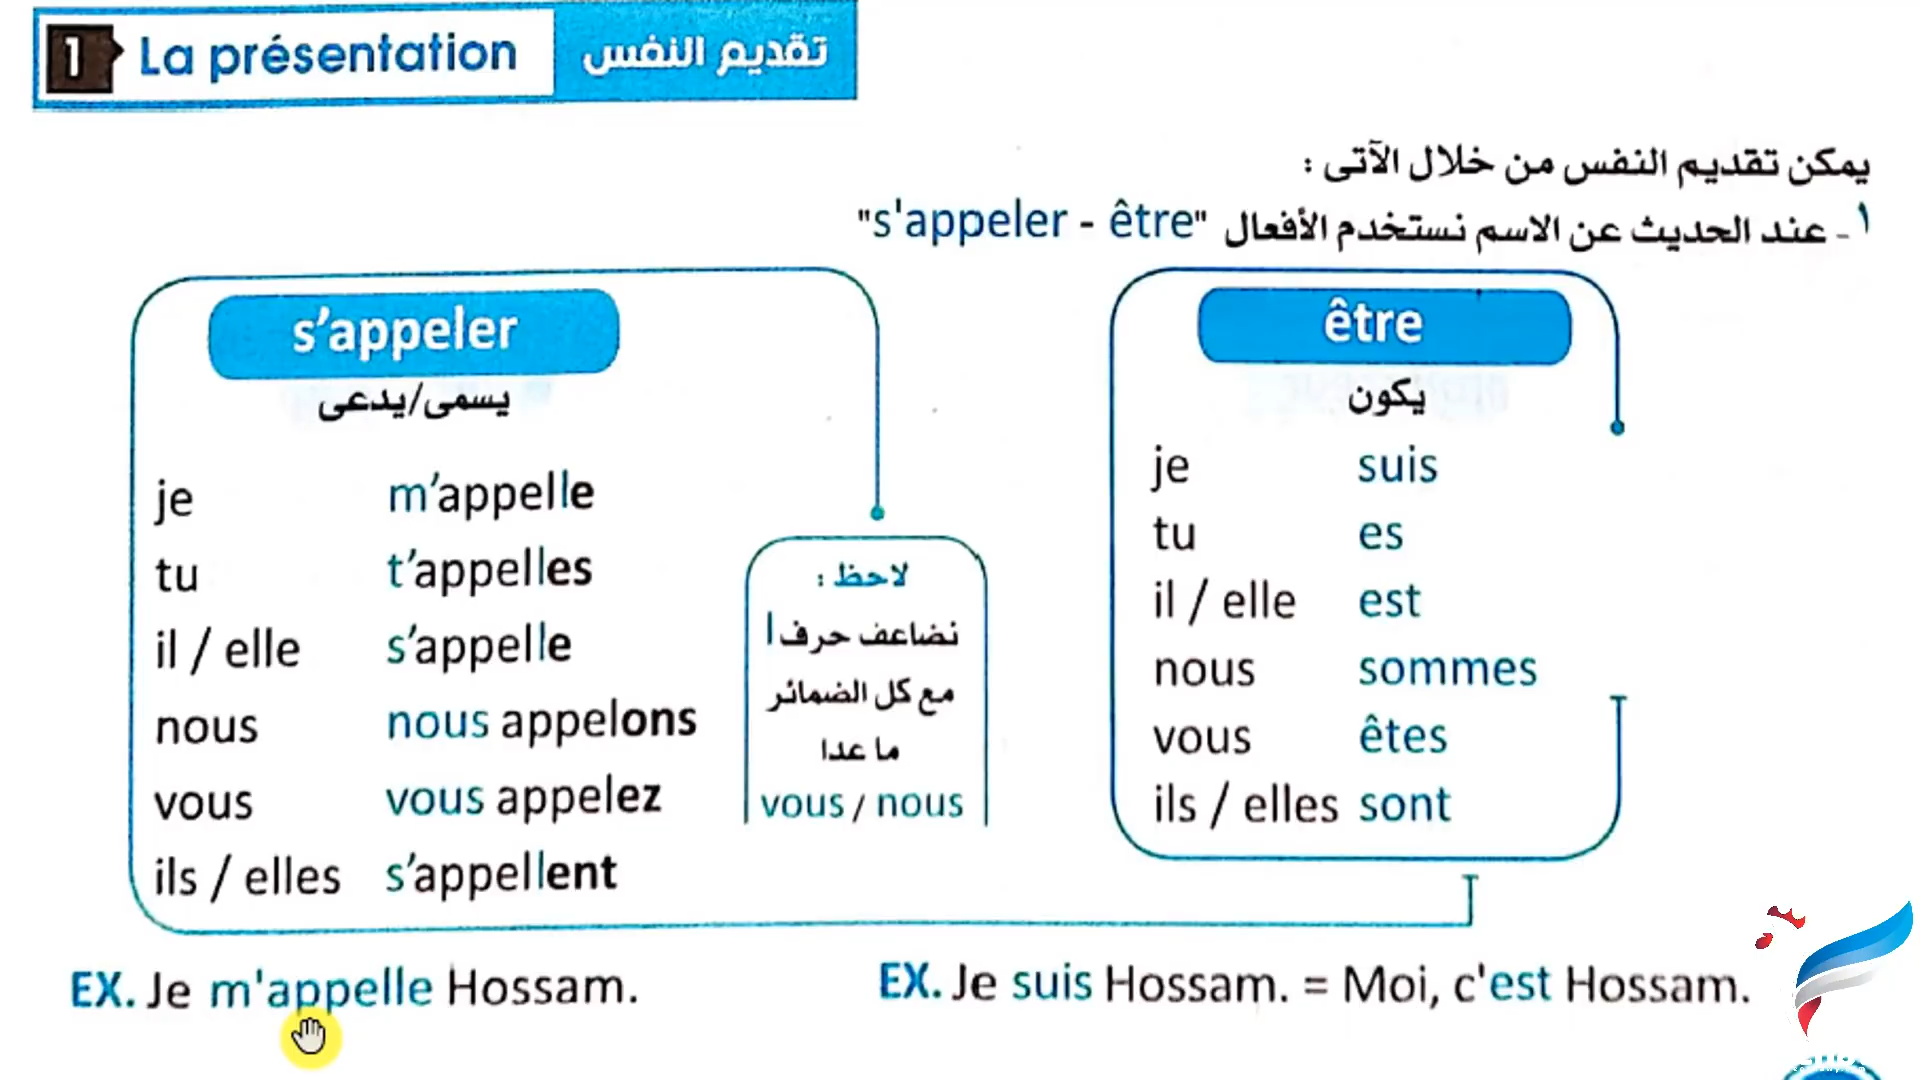 1 La présentation تقديم النفس
يمكن تقديم النفس من خلال الآتى :
١- عند الحديث عن الاسم نستخدم الأفعال "s'appeler - être"
s’appeler
يسمى/يدعى
je m’appelle
tu t’appelles
il / elle s’appelle
nous nous appelons
vous vous appelez
ils / elles s’appellent
لاحظ :
نضاعف حرف l
مع كل الضمائر
ما عدا
vous / nous
être
يكون
je suis
tu es
il / elle est
nous sommes
vous êtes
ils / elles sont
EX. Je m'appelle Hossam.
EX. Je suis Hossam. = Moi, c'est Hossam.